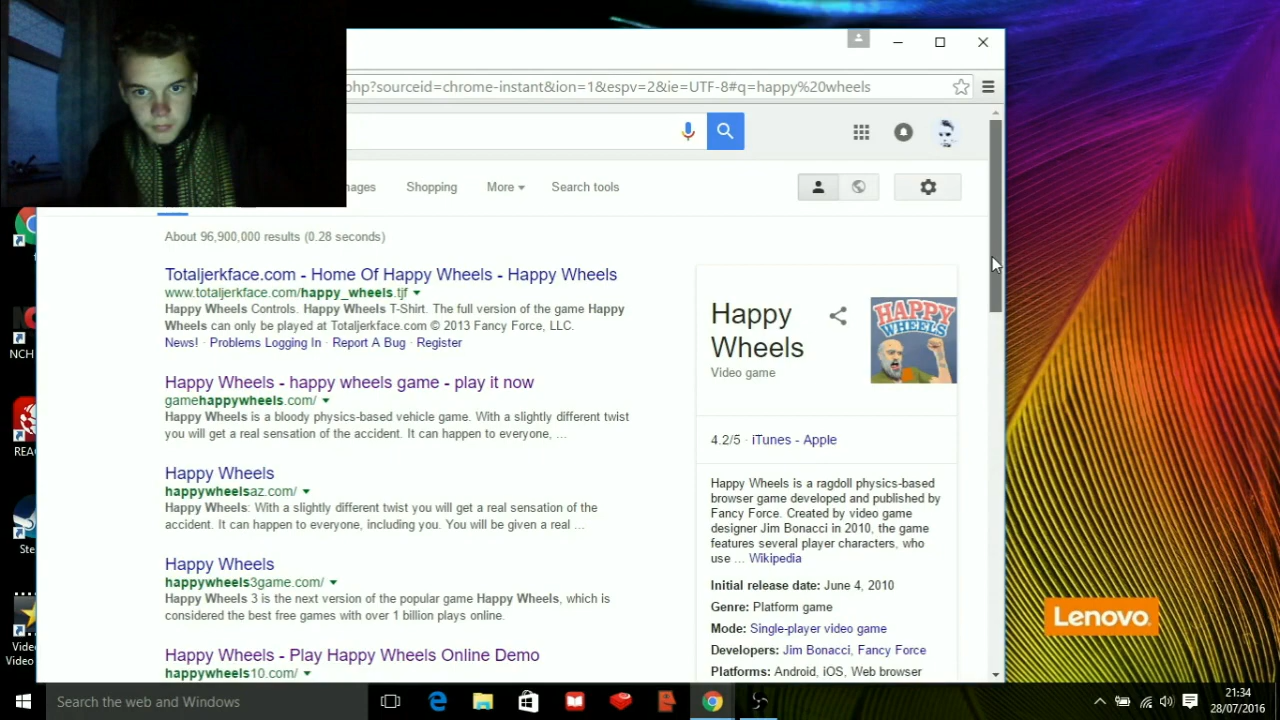 php?sourceid=chrome-instant&ion=1&espv=2&ie=UTF-8#q=happy%20wheels
mages Shopping More Search tools
About 96,900,000 results (0.28 seconds)
Totaljerkface.com - Home Of Happy Wheels - Happy Wheels
www.totaljerkface.com/happy_wheels.tjf
Happy Wheels Controls. Happy Wheels T-Shirt. The full version of the game Happy
Wheels can only be played at Totaljerkface.com © 2013 Fancy Force, LLC.
News! · Problems Logging In · Report A Bug · Register
Happy Wheels - happy wheels game - play it now
gamehappywheels.com/
Happy Wheels is a bloody physics-based vehicle game. With a slightly different twist
you will get a real sensation of the accident. It can happen to everyone, ...
Happy Wheels
happywheelsaz.com/
Happy Wheels: With a slightly different twist you will get a real sensation of the
accident. It can happen to everyone, including you. You will be given a real ...
Happy Wheels
happywheels3game.com/
Happy Wheels 3 is the next version of the popular game Happy Wheels, which is
considered the best free games with over 1 billion plays online.
Happy Wheels - Play Happy Wheels Online Demo
happywheels10.com/
Happy
Wheels
Video game
HAPPY
WHEELS
4.2/5 · iTunes - Apple
Happy Wheels is a ragdoll physics-based
browser game developed and published by
Fancy Force. Created by video game
designer Jim Bonacci in 2010, the game
features several player characters, who
use ... Wikipedia
Initial release date: June 4, 2010
Genre: Platform game
Mode: Single-player video game
Developers: Jim Bonacci, Fancy Force
Platforms: Android, iOS, Web browser
NCH
REAC
Ste
Video
Video
Lenovo
Search the web and Windows
21:34
28/07/2016